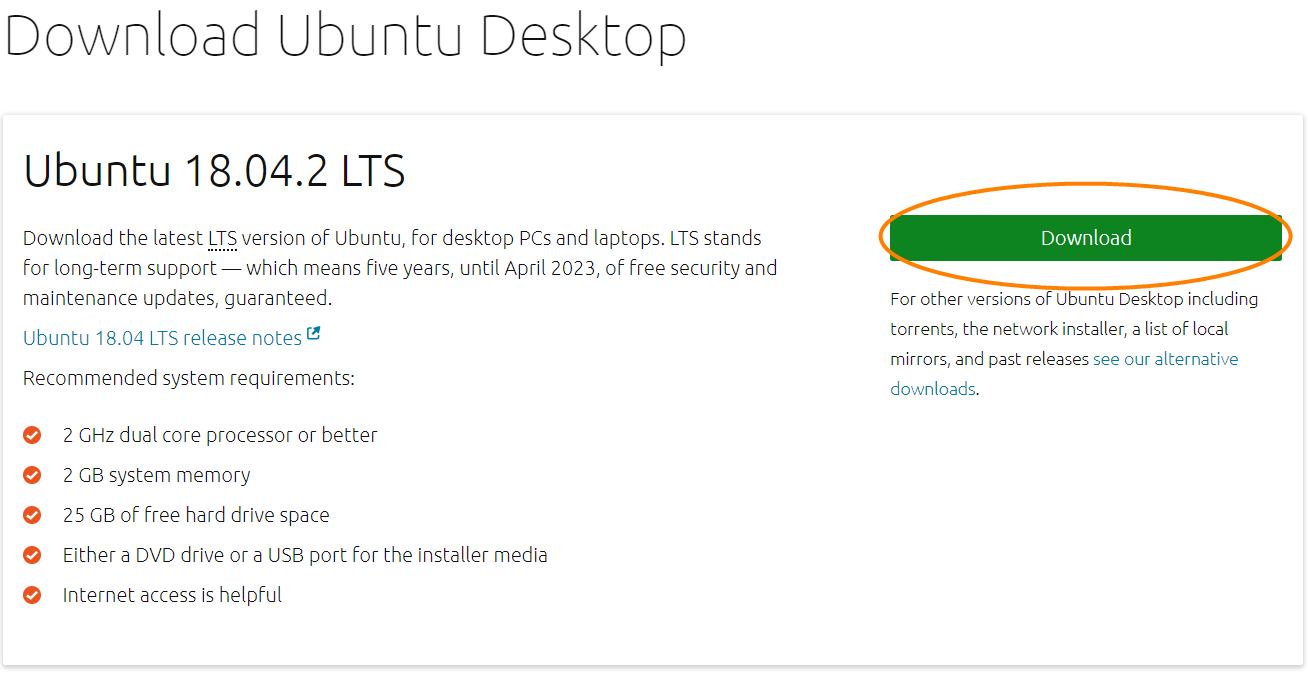 Download Ubuntu Desktop
Ubuntu 18.04.2 LTS
Download the latest LTS version of Ubuntu, for desktop PCs and laptops. LTS stands
for long-term support — which means five years, until April 2023, of free security and
maintenance updates, guaranteed.
Ubuntu 18.04 LTS release notes
Recommended system requirements:
2 GHz dual core processor or better
2 GB system memory
25 GB of free hard drive space
Either a DVD drive or a USB port for the installer media
Internet access is helpful
Download
For other versions of Ubuntu Desktop including
torrents, the network installer, a list of local
mirrors, and past releases see our alternative
downloads.